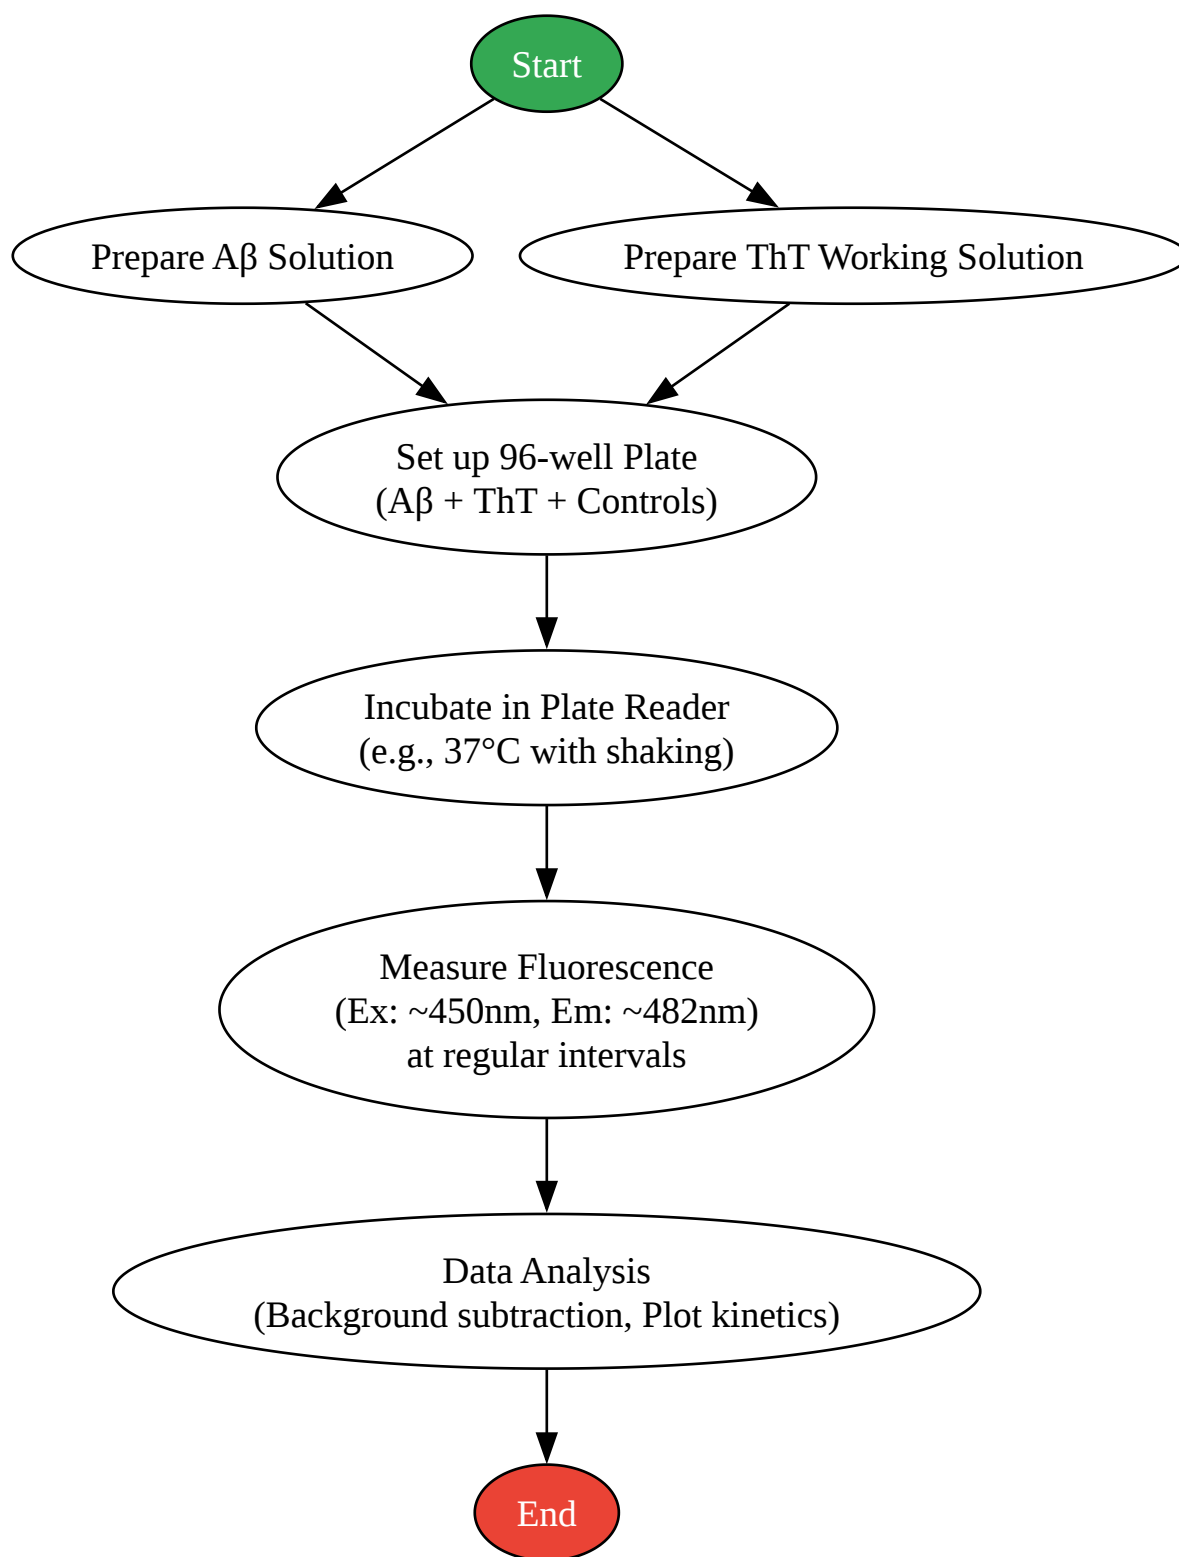 Start
Prepare Aβ Solution
Prepare ThT Working Solution
Set up 96-well Plate
(Aβ + ThT + Controls)
Incubate in Plate Reader
(e.g., 37°C with shaking)
Measure Fluorescence
(Ex: ~450nm, Em: ~482nm)
at regular intervals
Data Analysis
(Background subtraction, Plot kinetics)
End